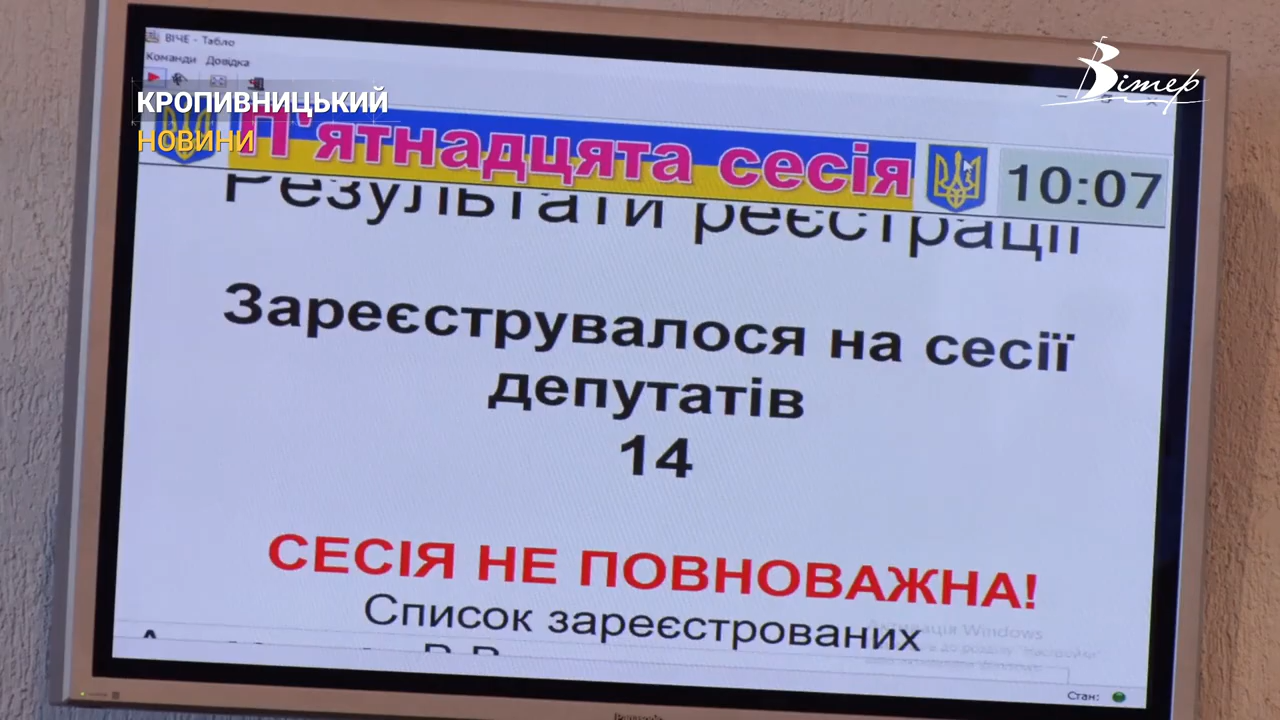 ВІЧЕ - Табло
Команди Довідка
КРОПИВНИЦЬКИЙ
НОВИНИ
Вітер
П'ятнадцята сесія
10:07
Результати реєстрації
Зареєструвалося на сесії
депутатів
14
СЕСІЯ НЕ ПОВНОВАЖНА!
Список зареєстрованих
Активація Windows
Стан: